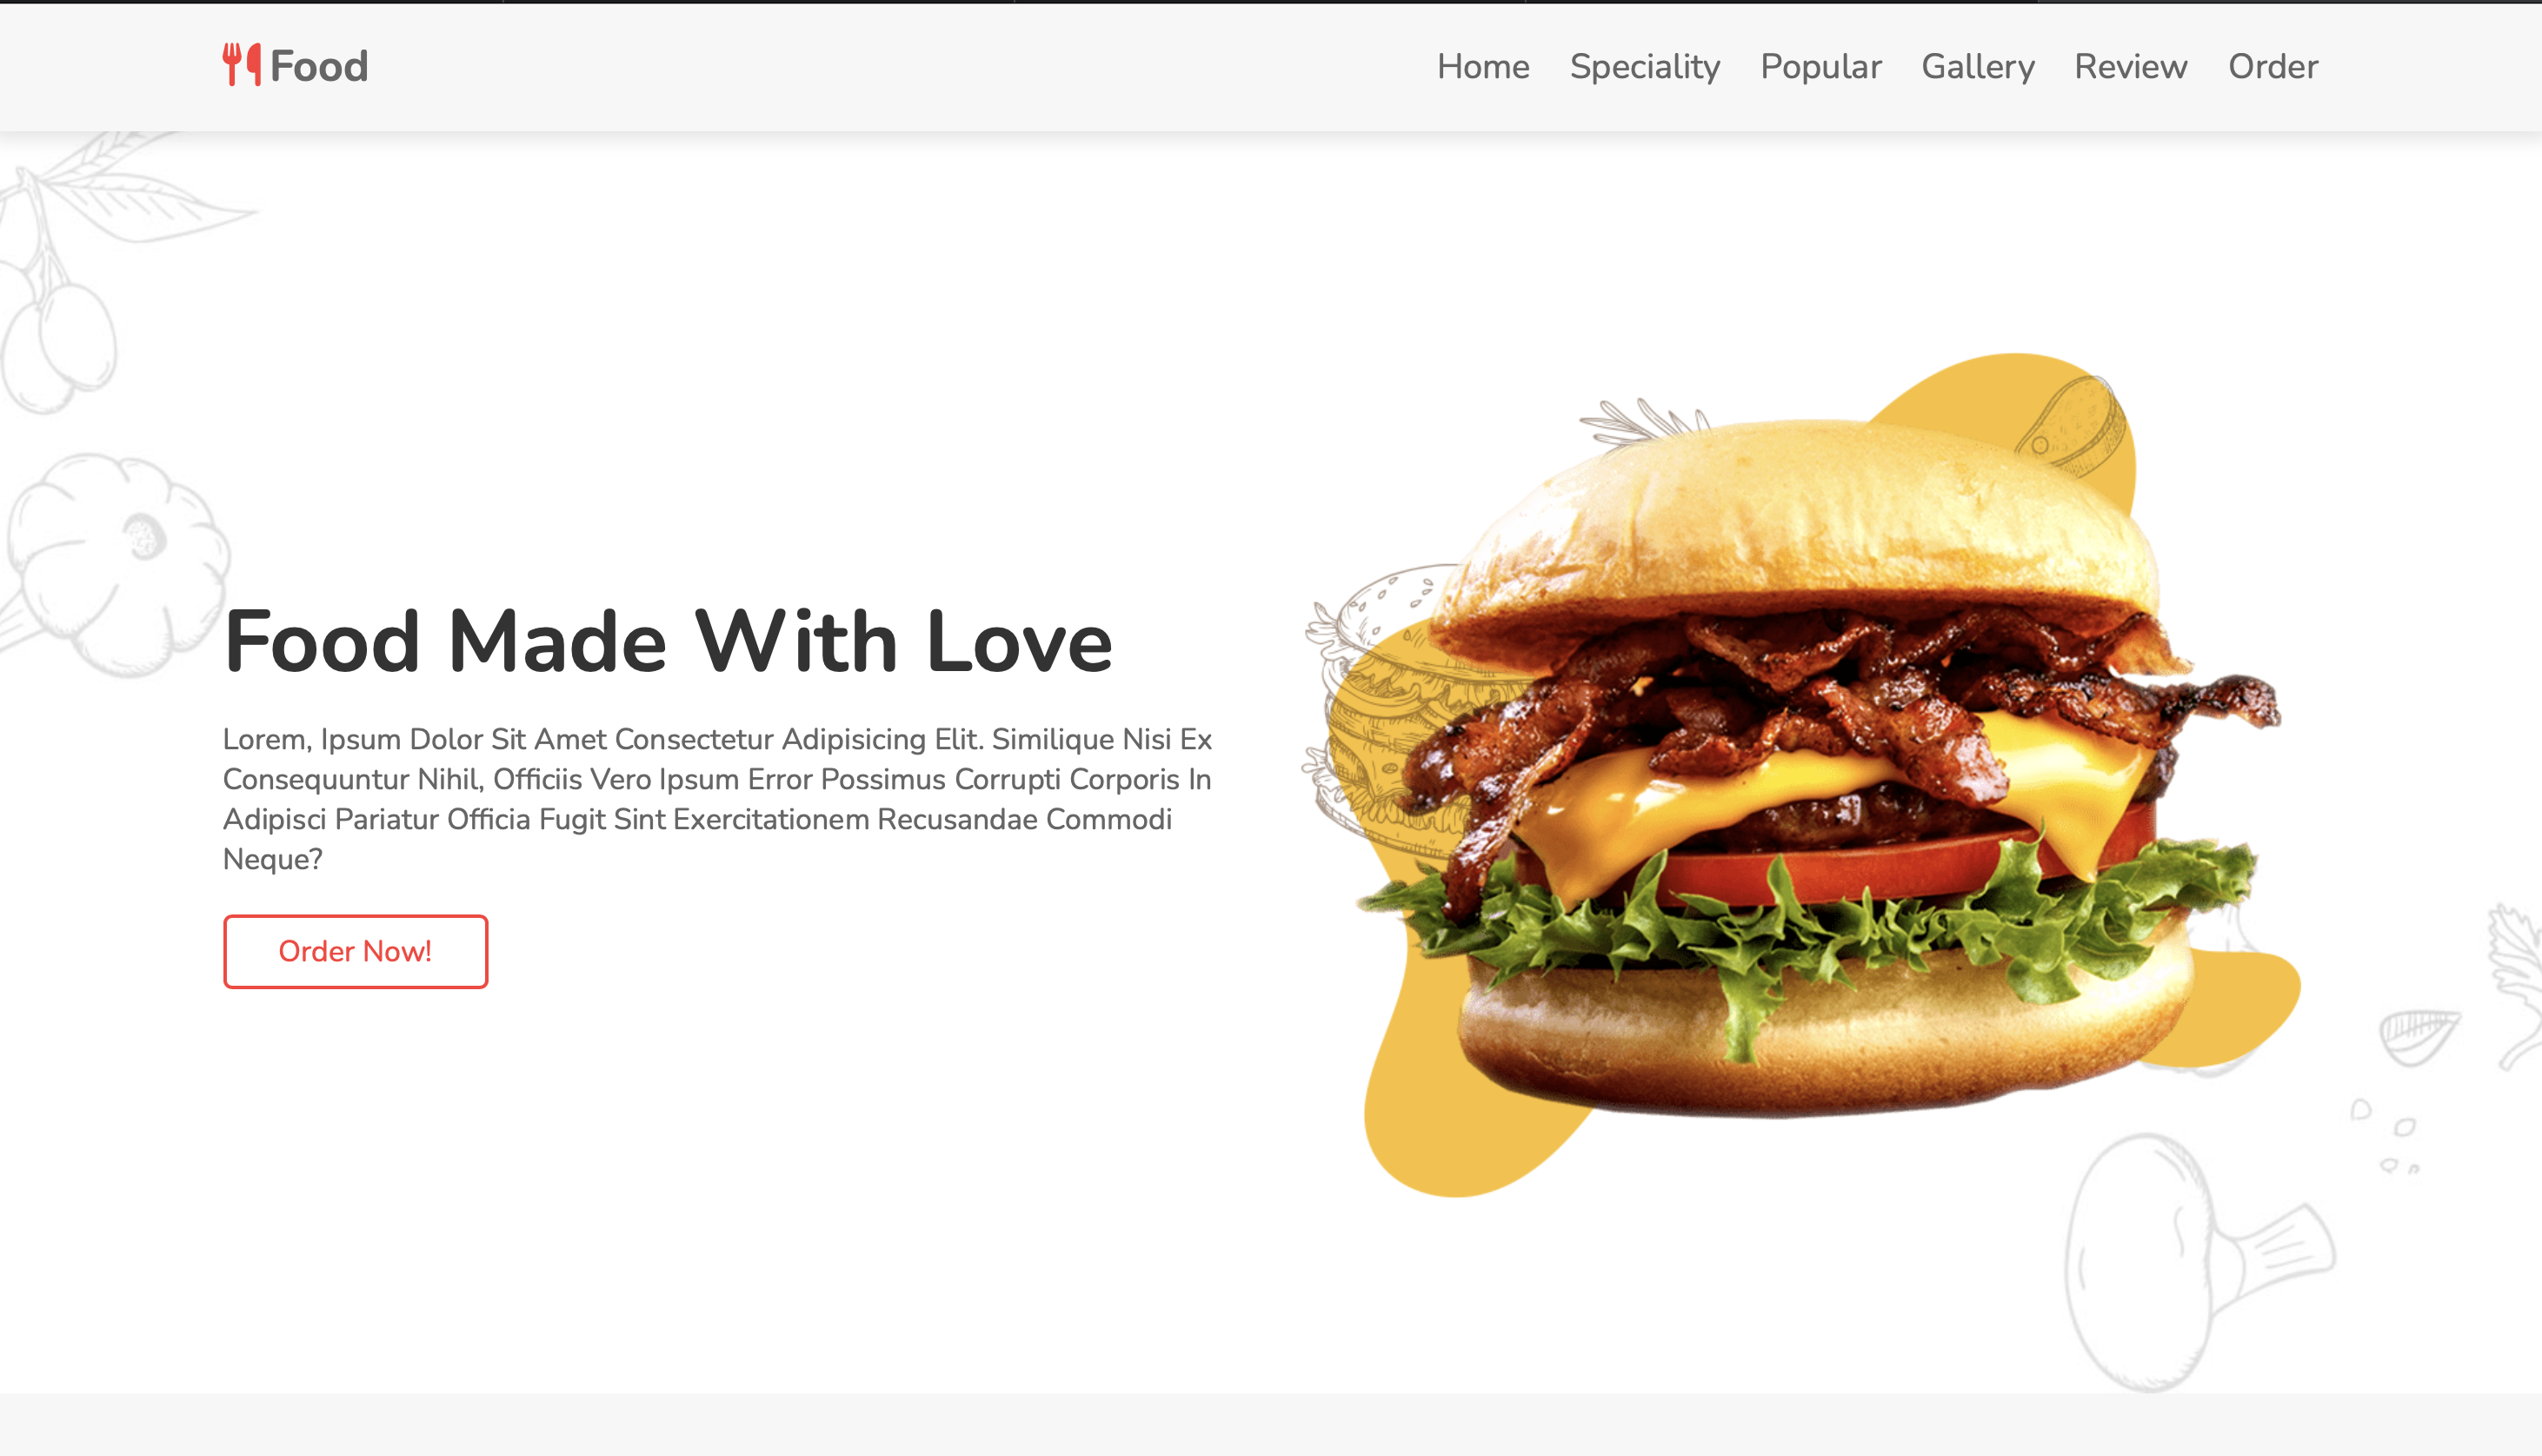 Food
Home Speciality Popular Gallery Review Order
Food Made With Love
Lorem, Ipsum Dolor Sit Amet Consectetur Adipisicing Elit. Similique Nisi Ex
Consequuntur Nihil, Officiis Vero Ipsum Error Possimus Corrupti Corporis In
Adipisci Pariatur Officia Fugit Sint Exercitationem Recusandae Commodi
Neque?
Order Now!